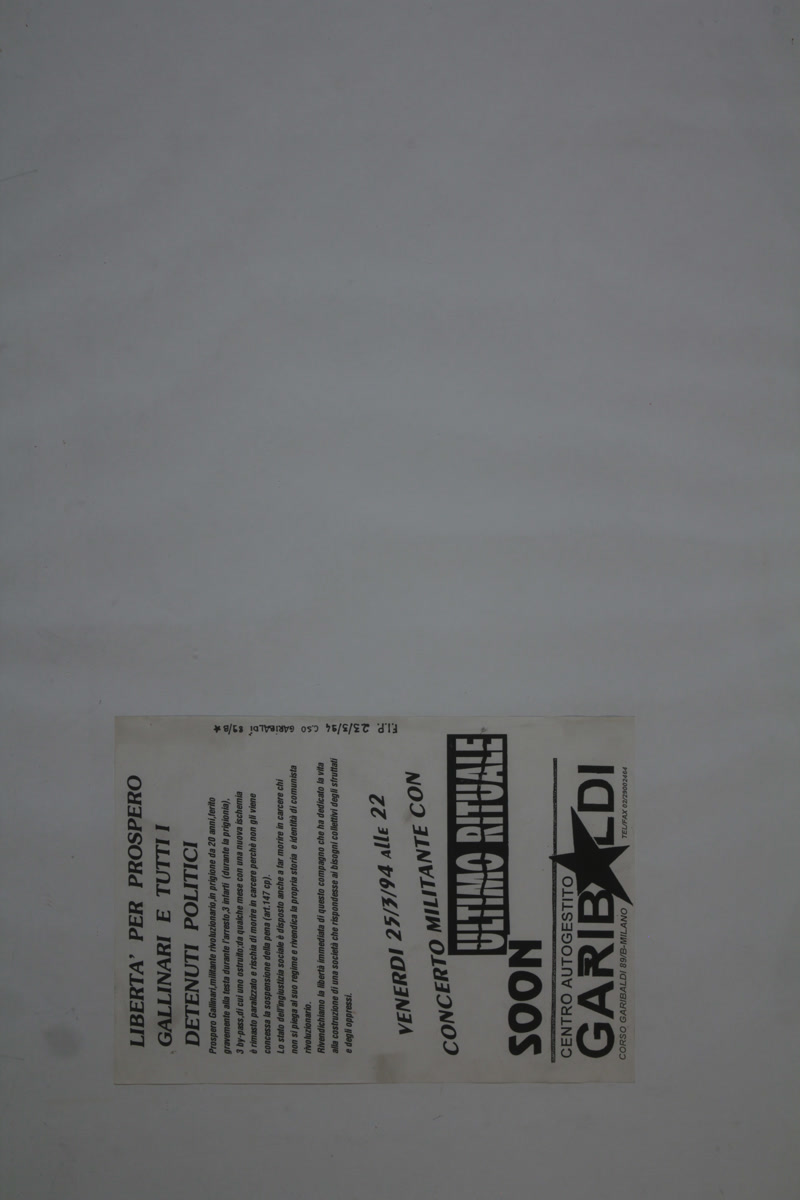 LIBERTA' PER PROSPERO
GALLINARI E TUTTI I
DETENUTI POLITICI
Prospero Gallinari,militante rivoluzionario,in prigione da 20 anni,ferito
gravemente alla testa durante l'arresto,3 infarti (durante la prigionia),
3 by-pass,di cui uno ostruito;da qualche mese con una nuova ischemia
è rimasto paralizzato e rischia di morire in carcere perchè non gli viene
concessa la sospensione della pena (art.147 cp).
Lo stato dell'ingiustizia sociale è disposto anche a far morire in carcere chi
non si piega al suo regime e rivendica la propria storia e identità di comunista
rivoluzionario.
Rivendichiamo la libertà immediata di questo compagno che ha dedicato la vita
alla costruzione di una società che rispondesse ai bisogni collettivi degli sfruttati
e degli oppressi.
F.I.P. 23/3/94 C.SO GARIBALDI 89/B ★
VENERDI 25/3/94 ALLE 22
CONCERTO MILITANTE CON
ULTIMO RITUALE
SOON
CENTRO AUTOGESTITO
GARIBALDI
CORSO GARIBALDI 89/B-MILANO TEL/FAX 02/29002464